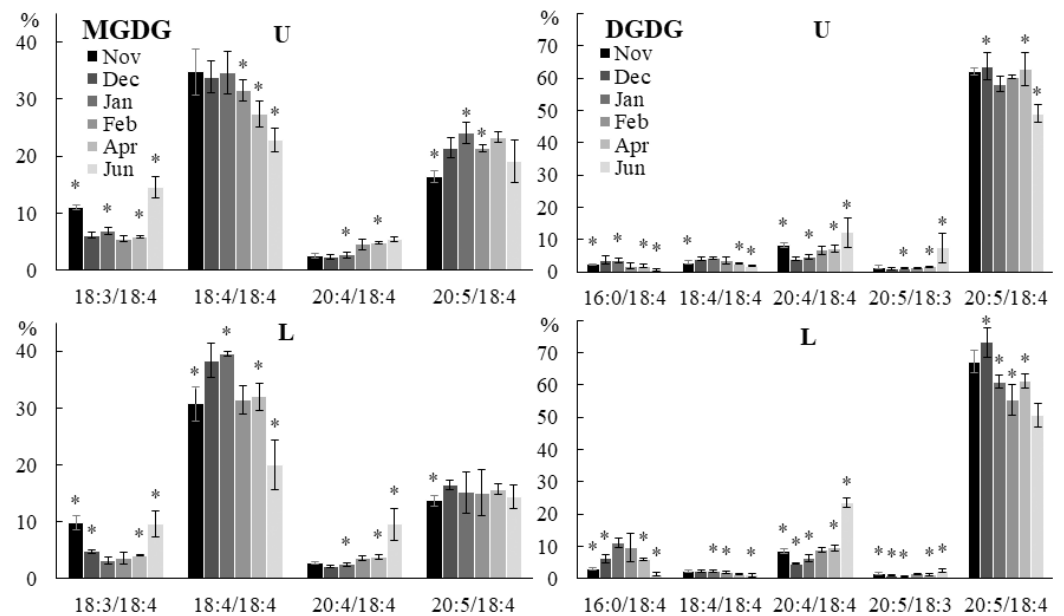 %
MGDG
U
Nov
Dec
Jan
Feb
Apr
Jun
40
30
20
10
0
* * * * * * * * * * * *
18:3/18:4 18:4/18:4 20:4/18:4 20:5/18:4
%
DGDG
U
Nov
Dec
Jan
Feb
Apr
Jun
70
60
50
40
30
20
10
0
* * * * * * * * * * * * * * * * * *
16:0/18:4 18:4/18:4 20:4/18:4 20:5/18:3 20:5/18:4
%
L
40
30
20
10
0
* * * * * * * * * * *
18:3/18:4 18:4/18:4 20:4/18:4 20:5/18:4
%
L
70
60
50
40
30
20
10
0
* * * * * * * * * * * * * * * * * * * * *
16:0/18:4 18:4/18:4 20:4/18:4 20:5/18:3 20:5/18:4